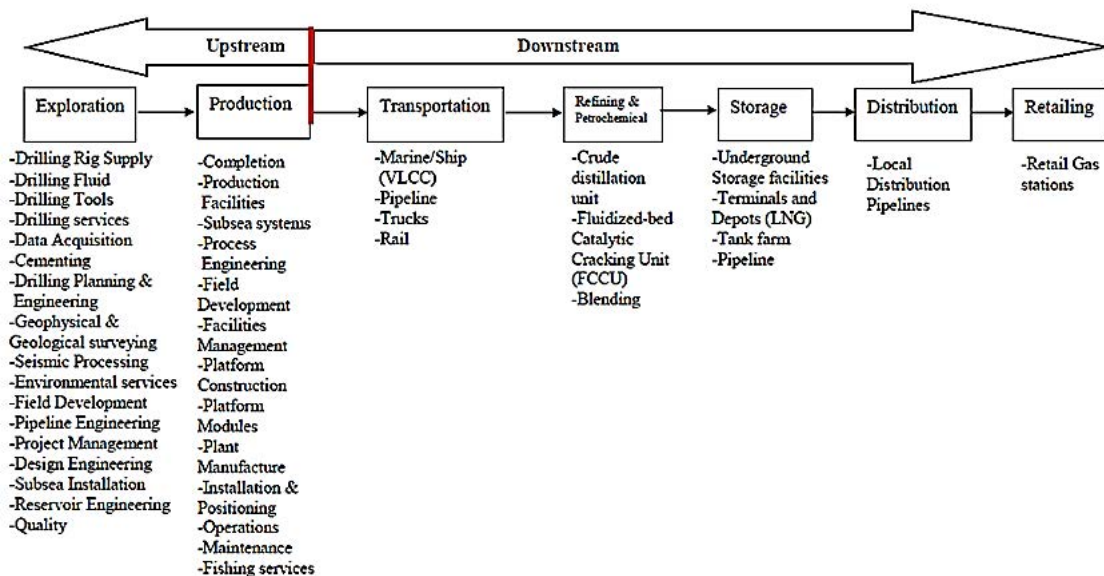 Upstream
Downstream
Exploration
Production
Transportation
Refining &
Petrochemical
Storage
Distribution
Retailing
-Drilling Rig Supply
-Drilling Fluid
-Drilling Tools
-Drilling services
-Data Acquisition
-Cementing
-Drilling Planning &
Engineering
-Geophysical &
Geological surveying
-Seismic Processing
-Environmental services
-Field Development
-Pipeline Engineering
-Project Management
-Design Engineering
-Subsea Installation
-Reservoir Engineering
-Quality
-Completion
-Production
Facilities
-Subsea systems
-Process
Engineering
-Field
Development
-Facilities
Management
-Platform
Construction
-Platform
Modules
-Plant
Manufacture
-Installation &
Positioning
-Operations
-Maintenance
-Fishing services
-Marine/Ship
(VLCC)
-Pipeline
-Trucks
-Rail
-Crude
distillation
unit
-Fluidized-bed
Catalytic
Cracking Unit
(FCCU)
-Blending
-Underground
Storage facilities
-Terminals and
Depots (LNG)
-Tank farm
-Pipeline
-Local
Distribution
Pipelines
-Retail Gas
stations